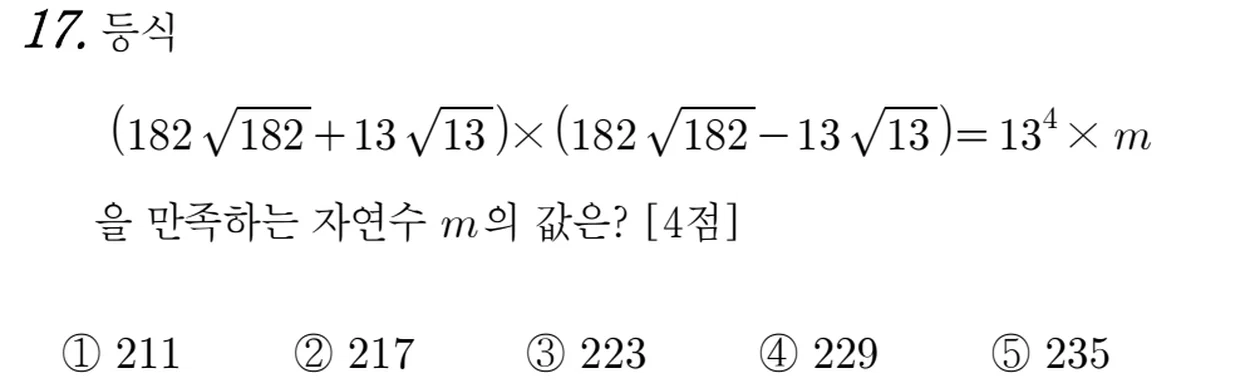 17. 등식
(182√182+13√13)×(182√182−13√13)=13⁴×m
을 만족하는 자연수 m의 값은? [4점]
① 211 ② 217 ③ 223 ④ 229 ⑤ 235